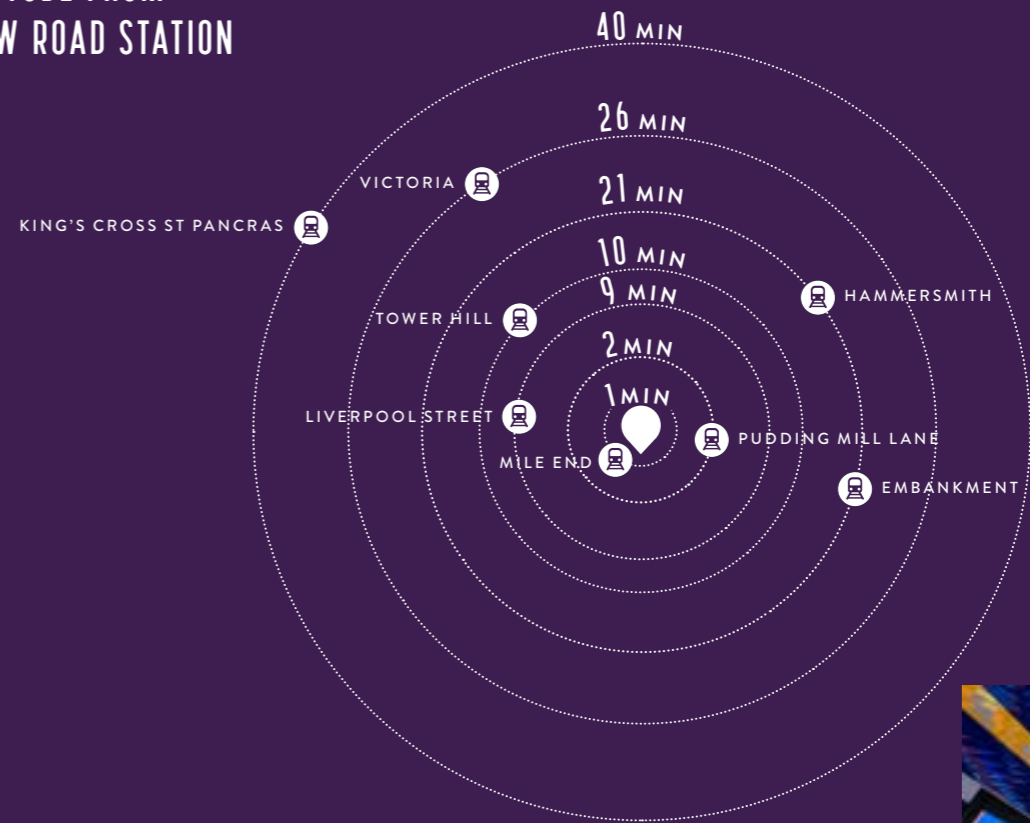 W ROAD STATION
40 MIN
26 MIN
VICTORIA
21 MIN
KING'S CROSS ST PANCRAS
10 MIN
9 MIN
HAMMERSMITH
TOWER HILL
2 MIN
1 MIN
LIVERPOOL STREET
PUDDING MILL LANE
MILE END
EMBANKMENT